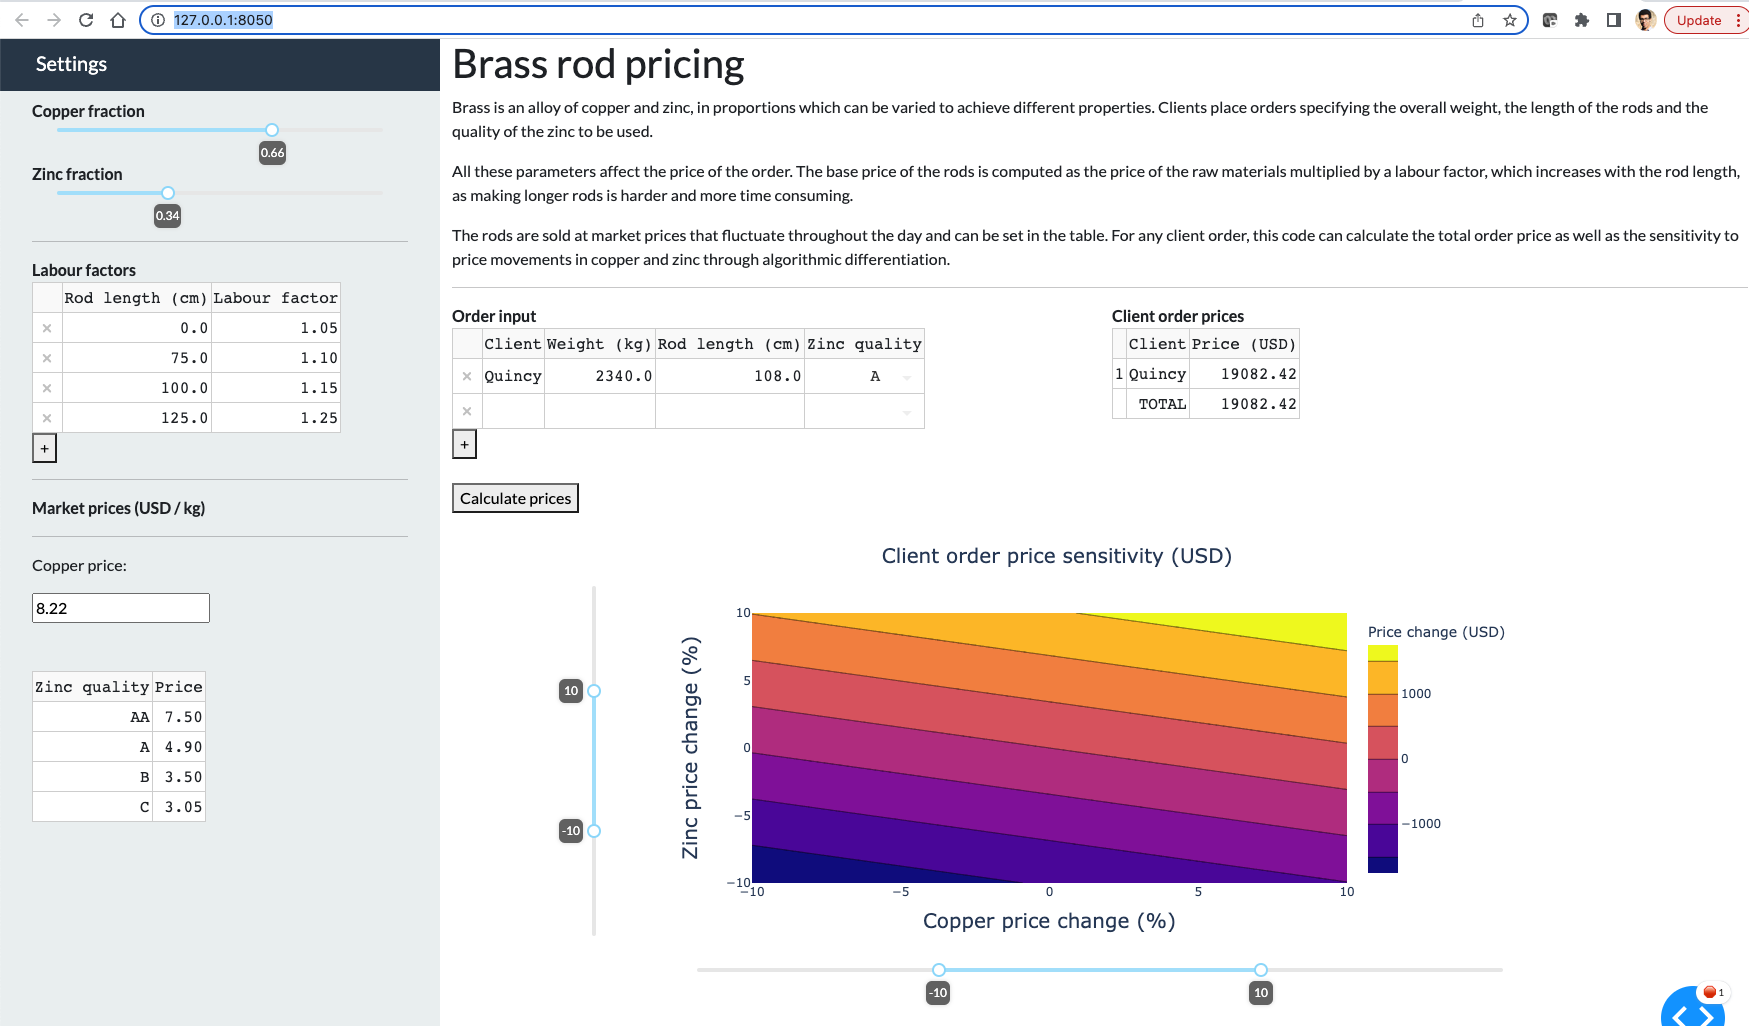 127.0.0.1:8050
Update
Settings
Copper fraction
0.66
Zinc fraction
0.34
Labour factors
Rod length (cm) Labour factor
× 0.0 1.05
× 75.0 1.10
× 100.0 1.15
× 125.0 1.25
+
Market prices (USD / kg)
Copper price:
8.22
Zinc quality Price
AA 7.50
A 4.90
B 3.50
C 3.05
Brass rod pricing
Brass is an alloy of copper and zinc, in proportions which can be varied to achieve different properties. Clients place orders specifying the overall weight, the length of the rods and the
quality of the zinc to be used.
All these parameters affect the price of the order. The base price of the rods is computed as the price of the raw materials multiplied by a labour factor, which increases with the rod length,
as making longer rods is harder and more time consuming.
The rods are sold at market prices that fluctuate throughout the day and can be set in the table. For any client order, this code can calculate the total order price as well as the sensitivity to
price movements in copper and zinc through algorithmic differentiation.
Order input
Client Weight (kg) Rod length (cm) Zinc quality
× Quincy 2340.0 108.0 A
×
+
Client order prices
Client Price (USD)
1 Quincy 19082.42
TOTAL 19082.42
Calculate prices
Client order price sensitivity (USD)
10
-10
Zinc price change (%)
10
5
0
−5
−10
−10 −5 0 5 10
Copper price change (%)
Price change (USD)
1000
0
−1000
-10 10
1